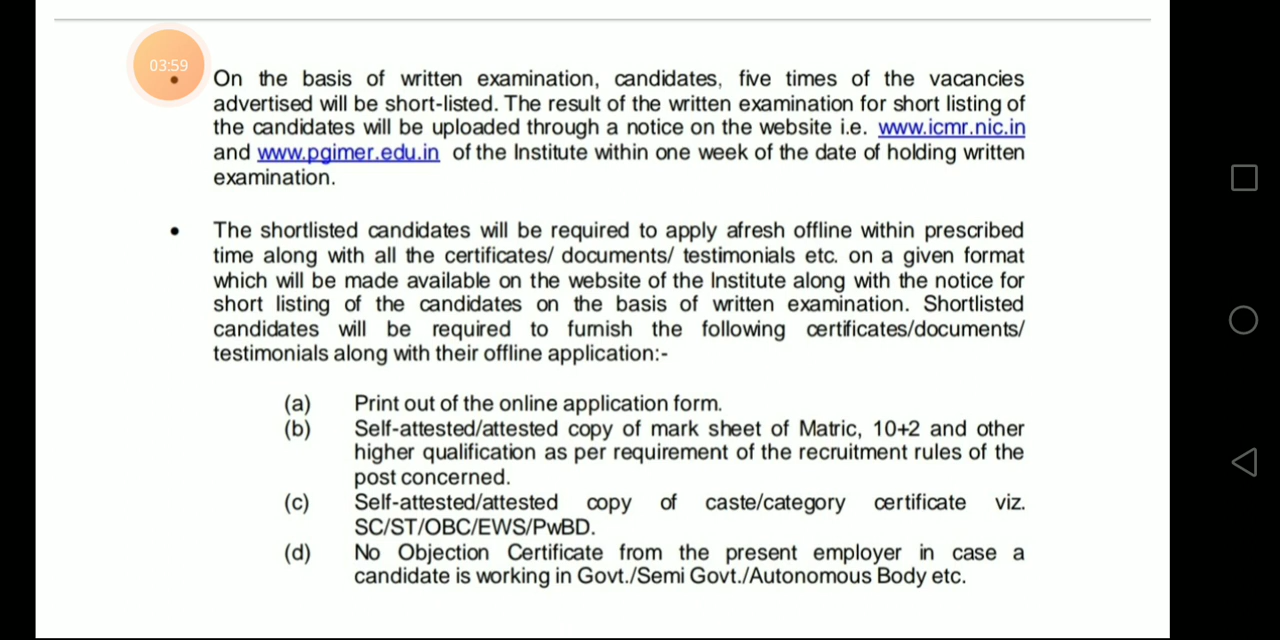 03:59
On the basis of written examination, candidates, five times of the vacancies
advertised will be short-listed. The result of the written examination for short listing of
the candidates will be uploaded through a notice on the website i.e. www.icmr.nic.in
and www.pgimer.edu.in of the Institute within one week of the date of holding written
examination.
• The shortlisted candidates will be required to apply afresh offline within prescribed
time along with all the certificates/ documents/ testimonials etc. on a given format
which will be made available on the website of the Institute along with the notice for
short listing of the candidates on the basis of written examination. Shortlisted
candidates will be required to furnish the following certificates/documents/
testimonials along with their offline application:-
(a) Print out of the online application form.
(b) Self-attested/attested copy of mark sheet of Matric, 10+2 and other
higher qualification as per requirement of the recruitment rules of the
post concerned.
(c) Self-attested/attested copy of caste/category certificate viz.
SC/ST/OBC/EWS/PwBD.
(d) No Objection Certificate from the present employer in case a
candidate is working in Govt./Semi Govt./Autonomous Body etc.